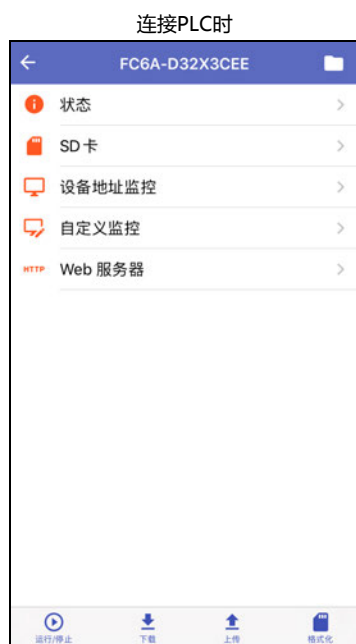 连接PLC时
FC6A-D32X3CEE
状态
SD卡
设备地址监控
自定义监控
HTTP Web 服务器
运行/停止 下载 上传 格式化